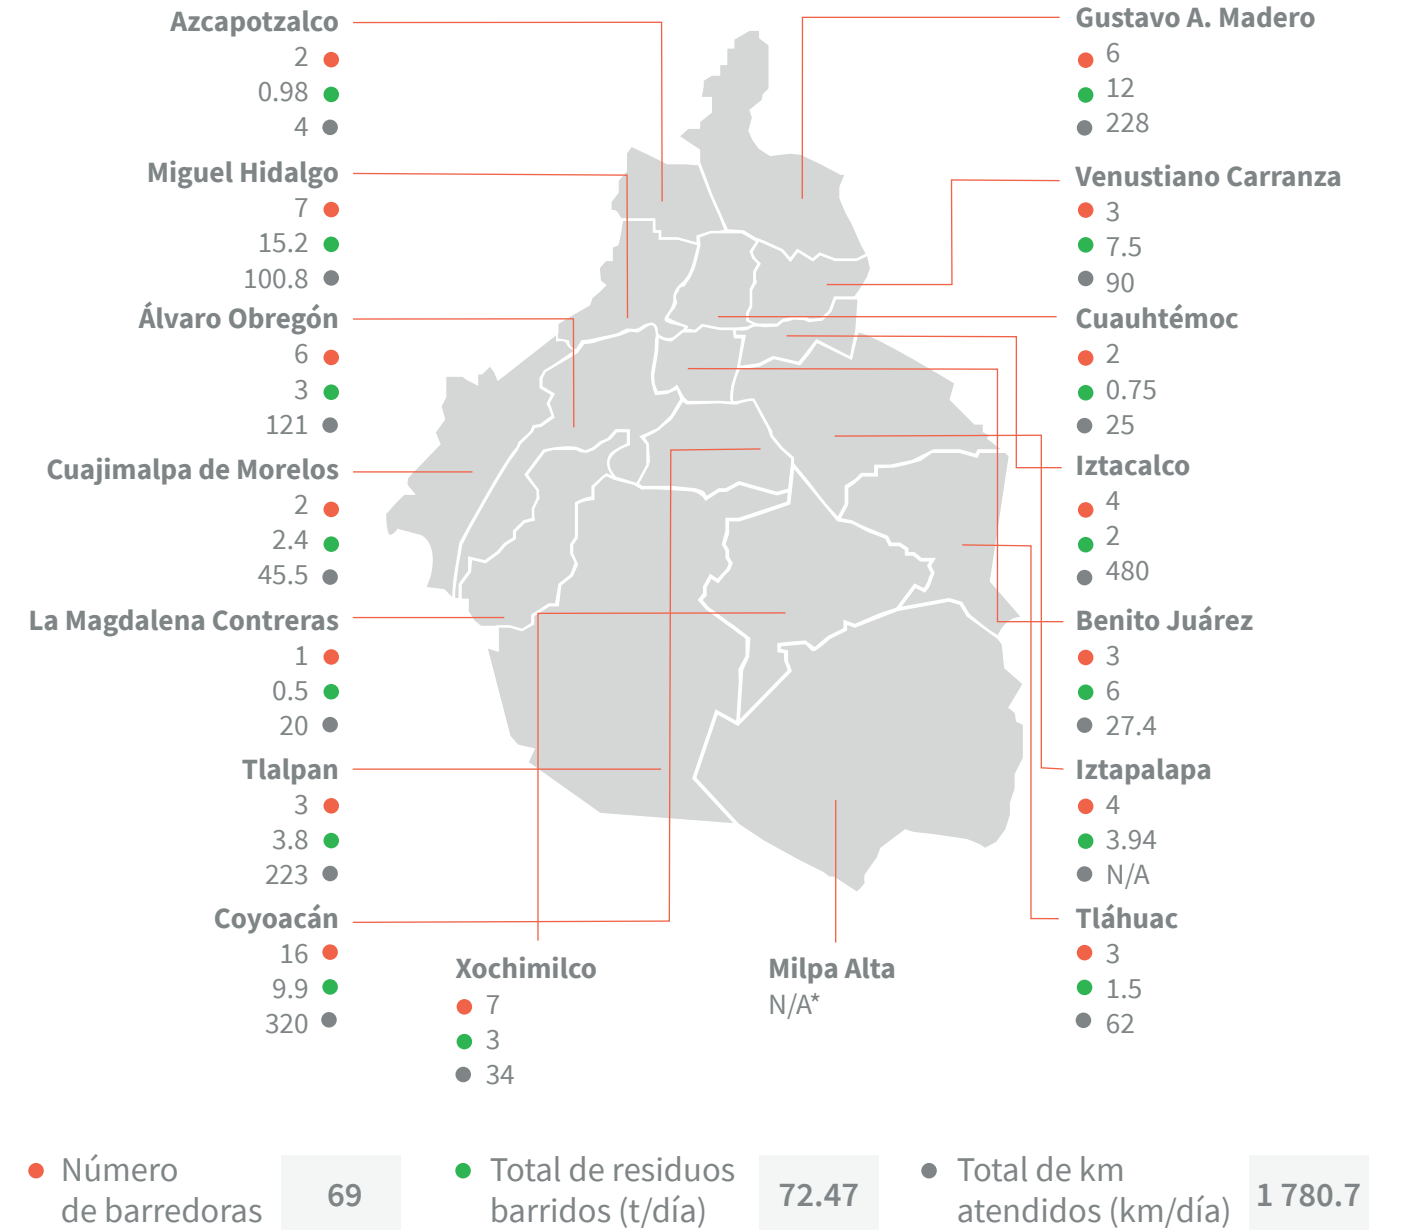 Azcapotzalco
2
0.98
4
Miguel Hidalgo
7
15.2
100.8
Álvaro Obregón
6
3
121
Cuajimalpa de Morelos
2
2.4
45.5
La Magdalena Contreras
1
0.5
20
Tlalpan
3
3.8
223
Coyoacán
16
9.9
320
Xochimilco
7
3
34
Milpa Alta
N/A*
Gustavo A. Madero
6
12
228
Venustiano Carranza
3
7.5
90
Cuauhtémoc
2
0.75
25
Iztacalco
4
2
480
Benito Juárez
3
6
27.4
Iztapalapa
4
3.94
N/A
Tláhuac
3
1.5
62
Número
de barredoras
69
Total de residuos
barridos (t/día)
72.47
Total de km
atendidos (km/día)
1 780.7